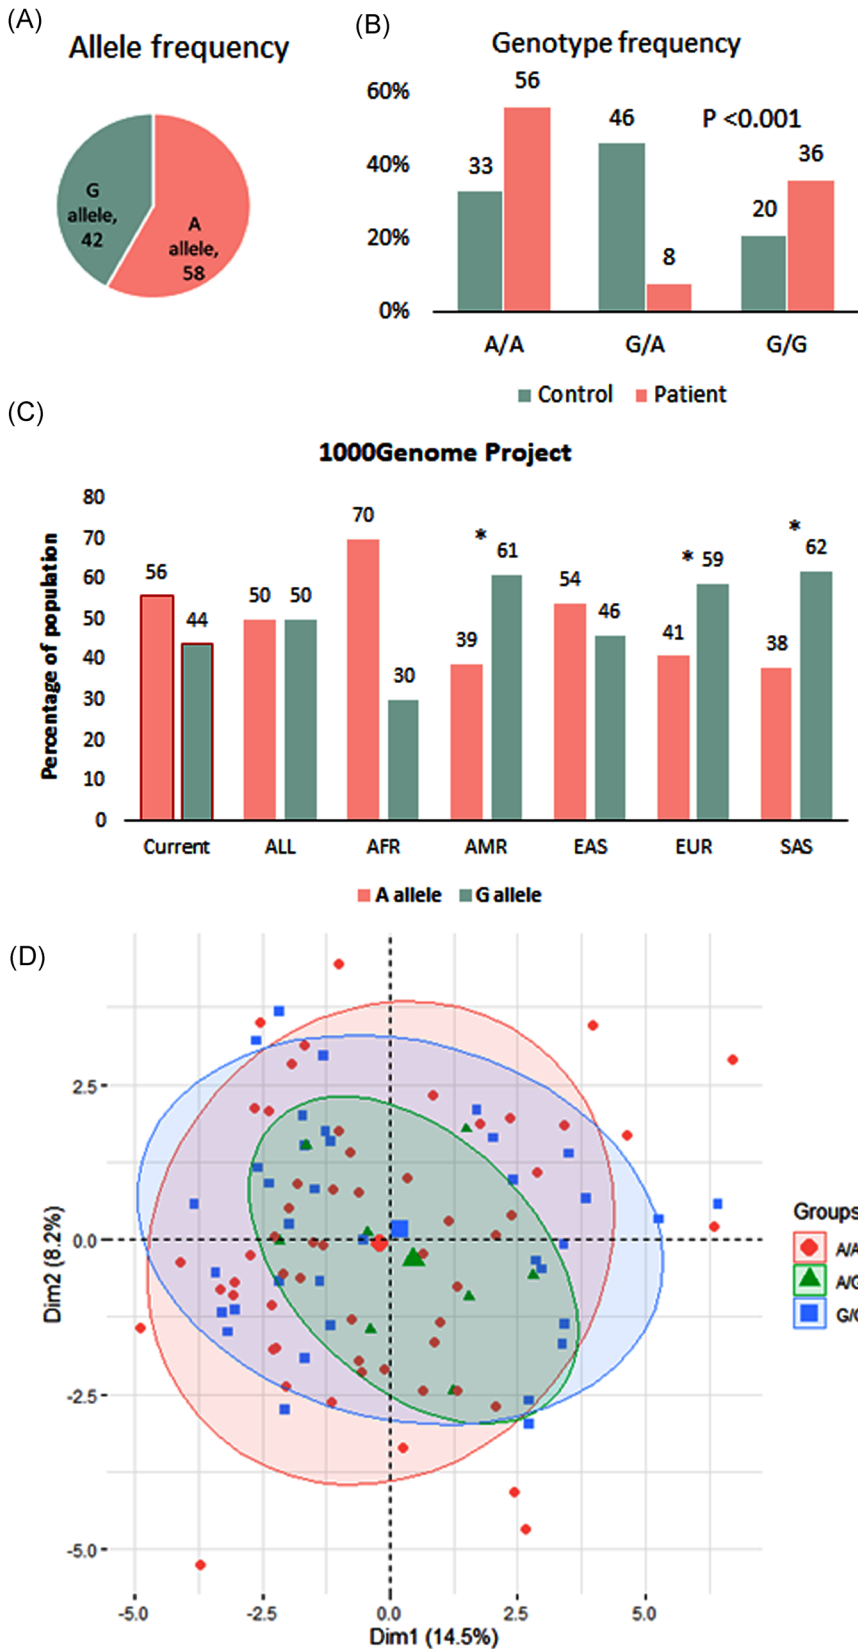 (A)
Allele frequency
G
allele,
42
A
allele,
58
(B)
Genotype frequency
60%
40%
20%
0%
33
56
46
8
P <0.001
20
36
A/A
G/A
G/G
Control
Patient
(C)
1000Genome Project
Percentage of population
80
70
60
50
40
30
20
10
0
56
44
50
50
70
30
39
*
61
54
46
41
*
59
38
*
62
Current
ALL
AFR
AMR
EAS
EUR
SAS
A allele
G allele
(D)
Dim2 (8.2%)
2.5
0.0
-2.5
-5.0
-5.0
-2.5
0.0
2.5
5.0
Dim1 (14.5%)
Groups
A/A
A/G
G/